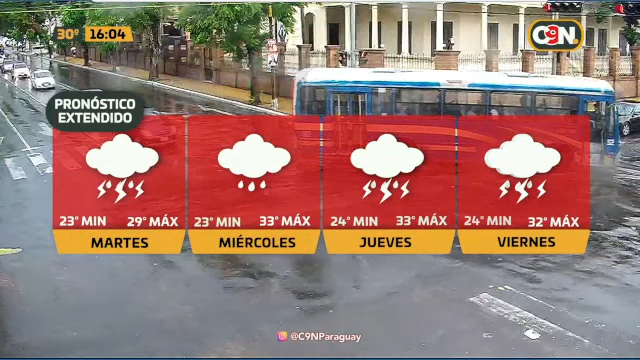 30° 16:04
C9N
PRONÓSTICO
EXTENDIDO
23° MIN 29° MÁX
MARTES
23° MIN 33° MÁX
MIÉRCOLES
24° MIN 33° MÁX
JUEVES
24° MIN 32° MÁX
VIERNES
@C9NParaguay